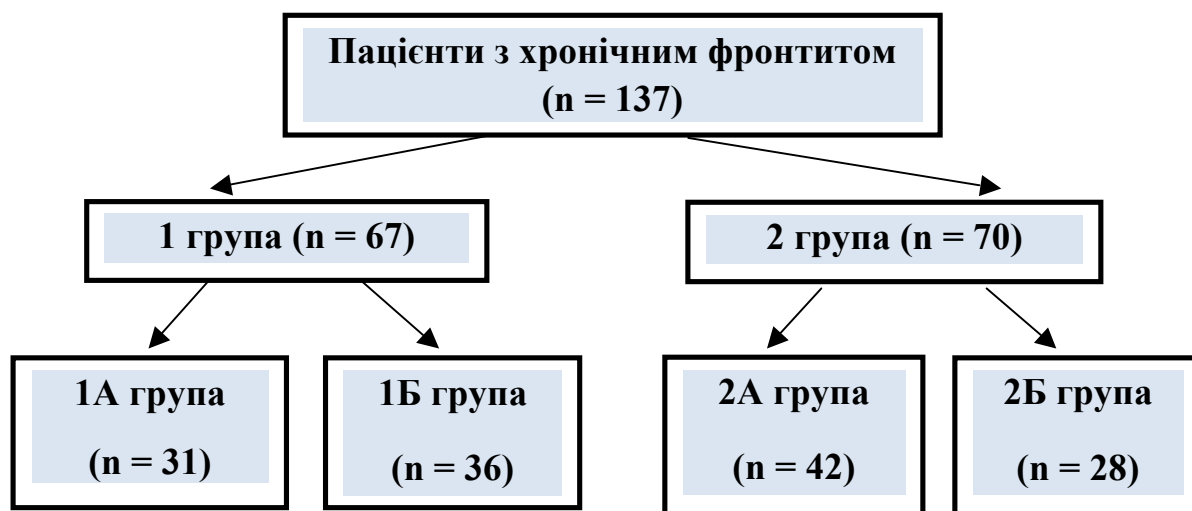 Пацієнти з хронічним фронтитом
(n = 137)
1 група (n = 67)
2 група (n = 70)
1А група
(n = 31)
1Б група
(n = 36)
2А група
(n = 42)
2Б група
(n = 28)